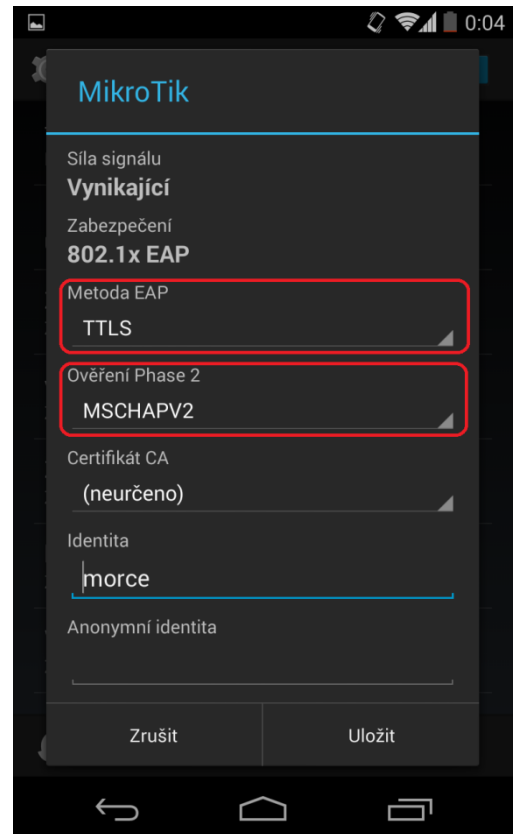 0:04
MikroTik
Síla signálu
Vynikající
Zabezpečení
802.1x EAP
Metoda EAP
TTLS
Ověření Phase 2
MSCHAPV2
Certifikát CA
(neurčeno)
Identita
morce
Anonymní identita
Zrušit
Uložit